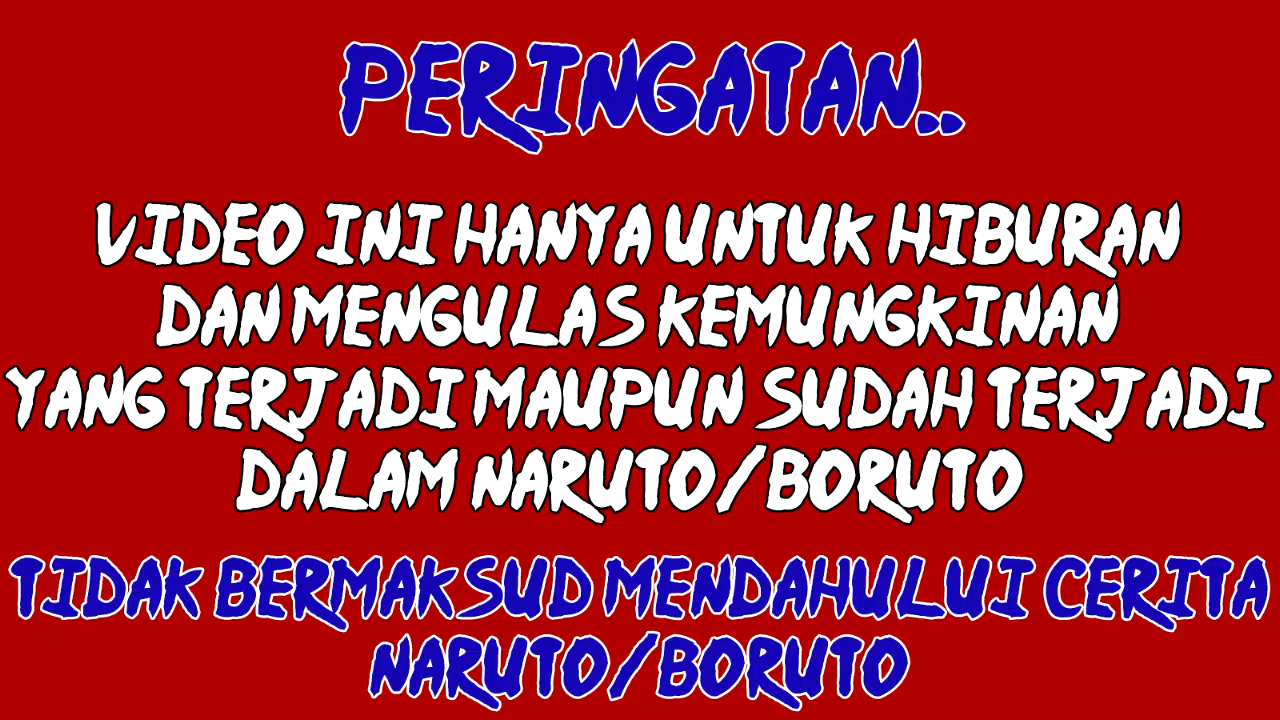 PERINGATAN..
VIDEO INI HANYA UNTUK HIBURAN
DAN MENGULAS KEMUNGKINAN
YANG TERJADI MAUPUN SUDAH TERJADI
DALAM NARUTO/BORUTO
TIDAK BERMAKSUD MENDAHULUI CERITA
NARUTO/BORUTO